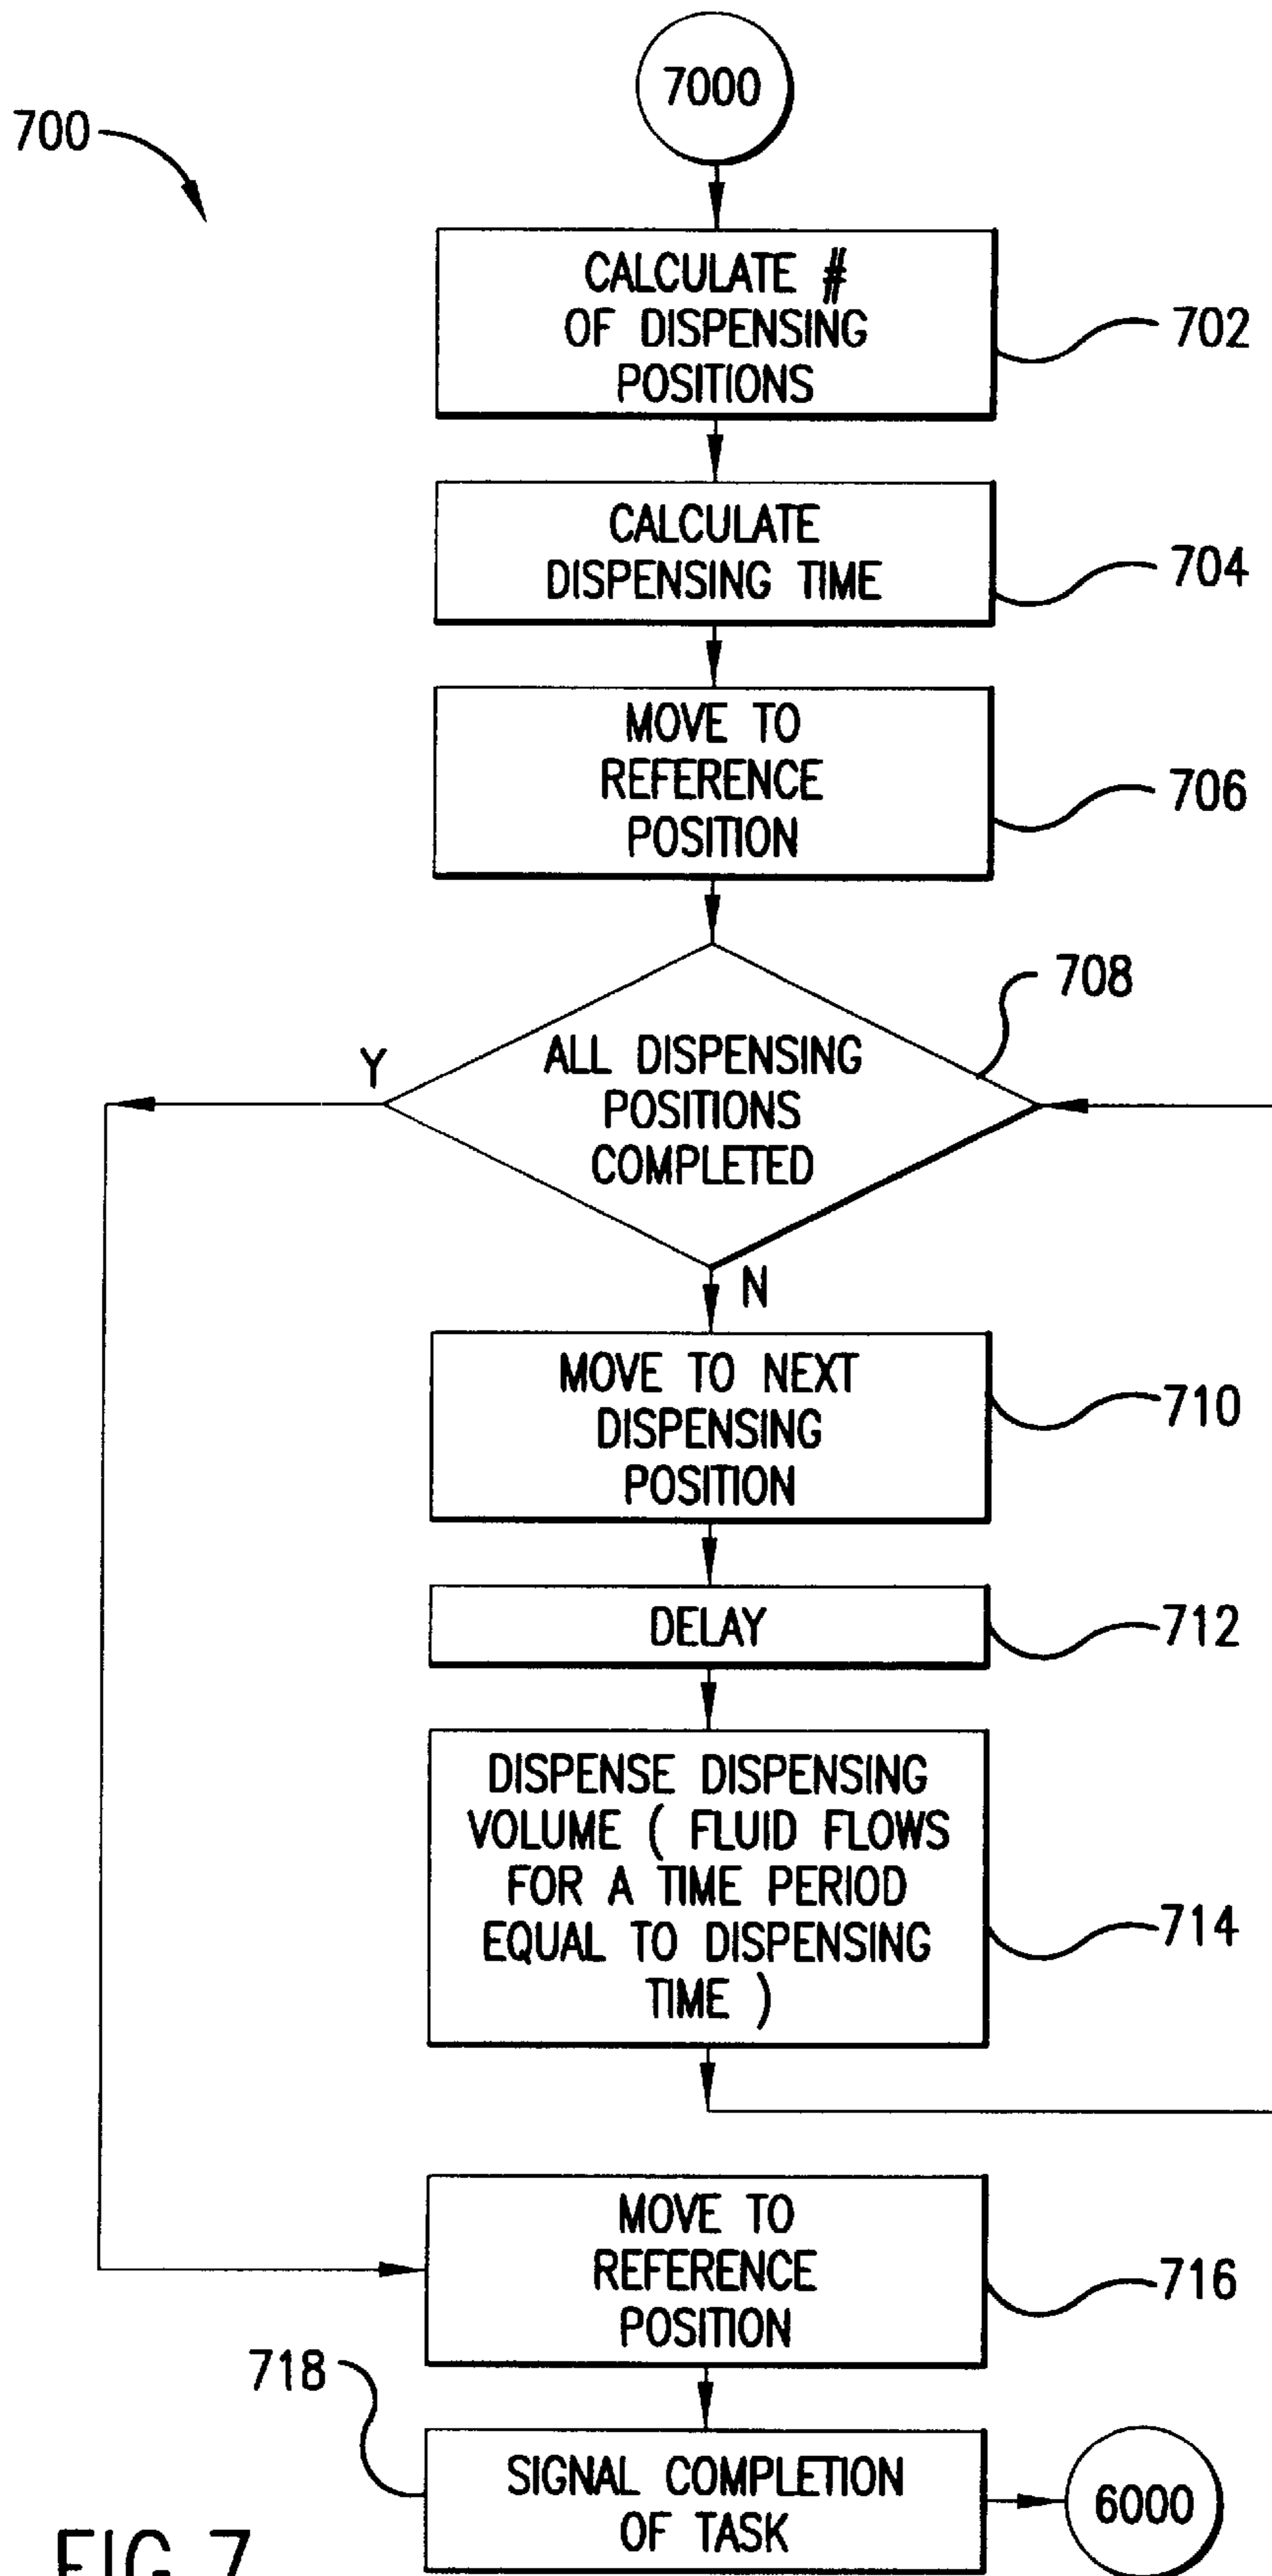 7000
700
CALCULATE #
OF DISPENSING
POSITIONS
702
CALCULATE
DISPENSING TIME
704
MOVE TO
REFERENCE
POSITION
706
708
Y
ALL DISPENSING
POSITIONS
COMPLETED
N
MOVE TO NEXT
DISPENSING
POSITION
710
DELAY
712
DISPENSE DISPENSING
VOLUME ( FLUID FLOWS
FOR A TIME PERIOD
EQUAL TO DISPENSING
TIME )
714
MOVE TO
REFERENCE
POSITION
716
718
SIGNAL COMPLETION
OF TASK
6000
FIG 7